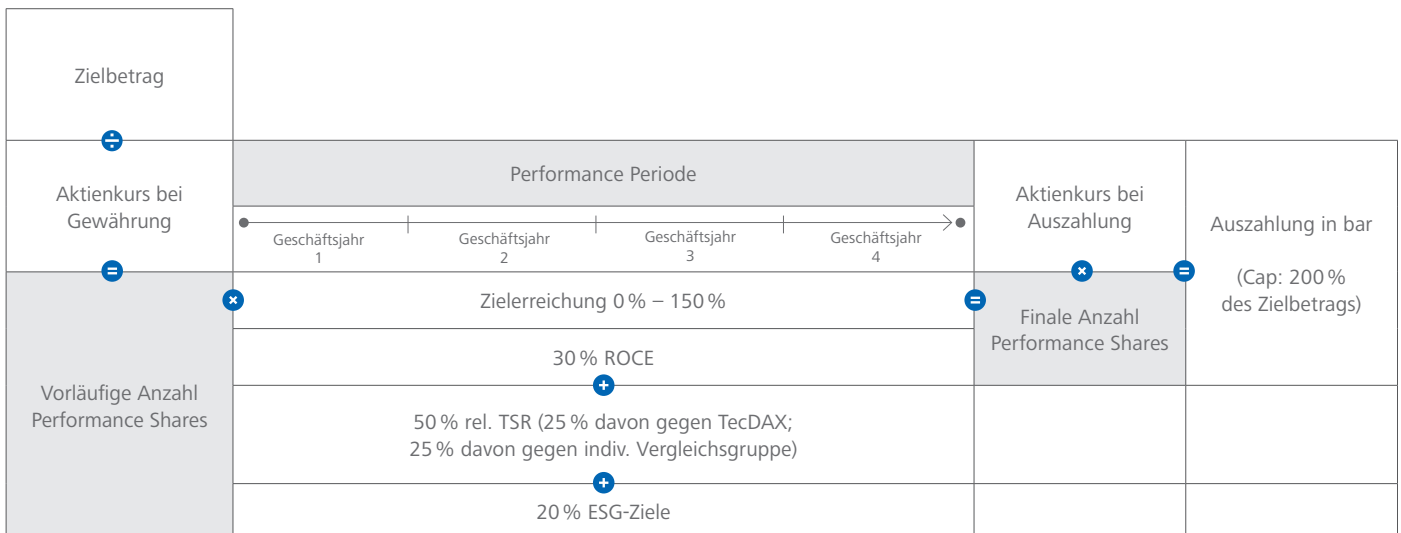 Zielbetrag
÷
Aktienkurs bei
Gewährung
=
Vorläufige Anzahl
Performance Shares
×
Performance Periode
Geschäftsjahr
1
Geschäftsjahr
2
Geschäftsjahr
3
Geschäftsjahr
4
Zielerreichung 0 % – 150 %
30 % ROCE
+
50 % rel. TSR (25 % davon gegen TecDAX;
25 % davon gegen indiv. Vergleichsgruppe)
+
20 % ESG-Ziele
=
Aktienkurs bei
Auszahlung
×
Finale Anzahl
Performance Shares
=
Auszahlung in bar
(Cap: 200 %
des Zielbetrags)